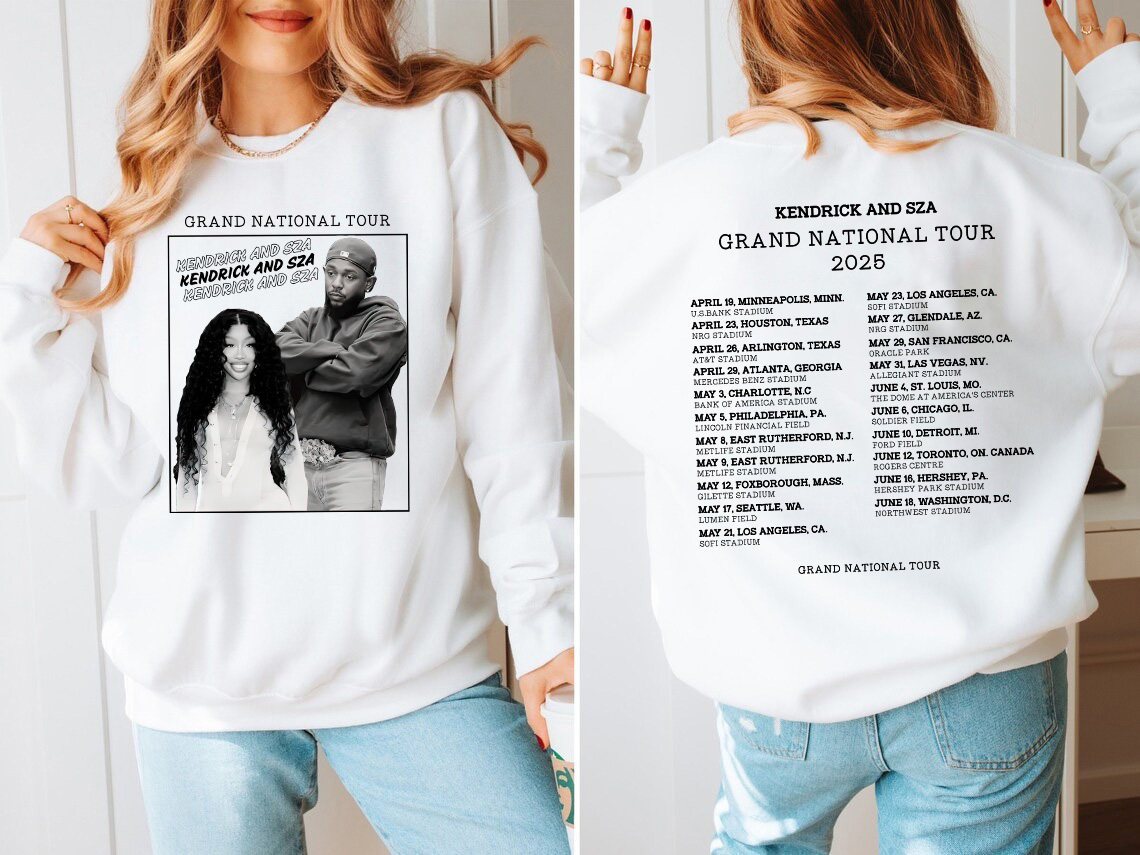 GRAND NATIONAL TOUR
KENDRICK AND SZA
KENDRICK AND SZA
KENDRICK AND SZA
KENDRICK AND SZA
GRAND NATIONAL TOUR
2025
APRIL 19, MINNEAPOLIS, MINN.
U.S.BANK STADIUM
APRIL 23, HOUSTON, TEXAS
NRG STADIUM
APRIL 26, ARLINGTON, TEXAS
AT&T STADIUM
APRIL 29, ATLANTA, GEORGIA
MERCEDES BENZ STADIUM
MAY 3, CHARLOTTE, N.C
BANK OF AMERICA STADIUM
MAY 5, PHILADELPHIA, PA.
LINCOLN FINANCIAL FIELD
MAY 8, EAST RUTHERFORD, N.J.
METLIFE STADIUM
MAY 9, EAST RUTHERFORD, N.J.
METLIFE STADIUM
MAY 12, FOXBOROUGH, MASS.
GILETTE STADIUM
MAY 17, SEATTLE, WA.
LUMEN FIELD
MAY 21, LOS ANGELES, CA.
SOFI STADIUM
MAY 23, LOS ANGELES, CA.
SOFI STADIUM
MAY 27, GLENDALE, AZ.
NRG STADIUM
MAY 29, SAN FRANCISCO, CA.
ORACLE PARK
MAY 31, LAS VEGAS, NV.
ALLEGIANT STADIUM
JUNE 4, ST. LOUIS, MO.
THE DOME AT AMERICA'S CENTER
JUNE 6, CHICAGO, IL.
SOLDIER FIELD
JUNE 10, DETROIT, MI.
FORD FIELD
JUNE 12, TORONTO, ON. CANADA
ROGERS CENTRE
JUNE 16, HERSHEY, PA.
HERSHEY PARK STADIUM
JUNE 18, WASHINGTON, D.C.
NORTHWEST STADIUM
GRAND NATIONAL TOUR